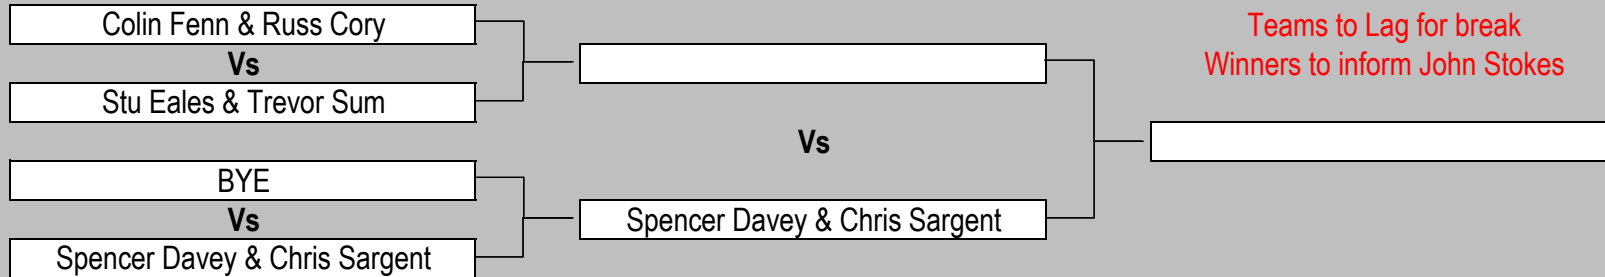 Colin Fenn & Russ Cory
Vs
Stu Eales & Trevor Sum
BYE
Vs
Spencer Davey & Chris Sargent
Vs
Spencer Davey & Chris Sargent
Teams to Lag for break
Winners to inform John Stokes